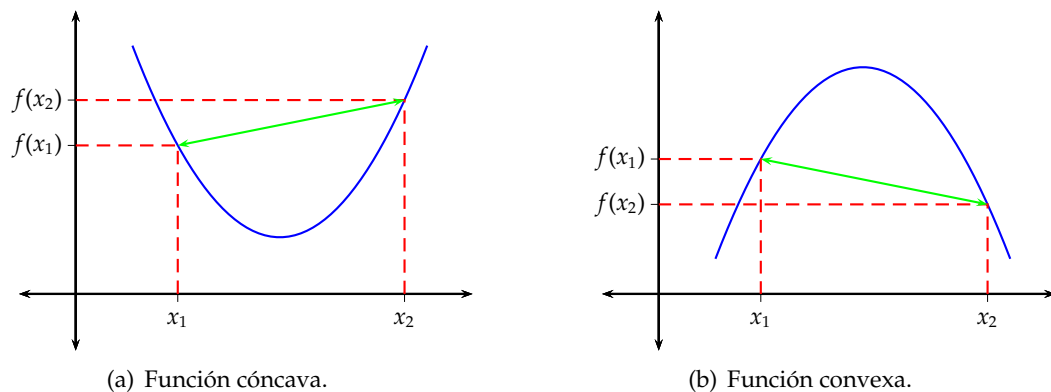 f(x₂)
f(x₁)
x₁
x₂
(a) Función cóncava.
f(x₁)
f(x₂)
x₁
x₂
(b) Función convexa.